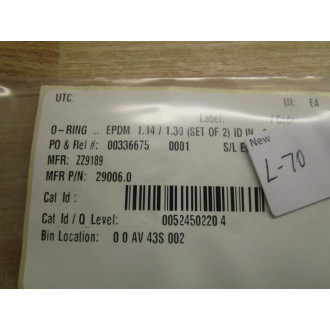 UTC: UI: EA
Label:
O-RING .. EPDM 1.14 / 1.30 (SET OF 2) ID IN
PO & Rel #: 00336675 0001 S/L E
New
L-70
MFR: ZZ9189
MFR P/N: 29006.0
Cat Id :
Cat Id / Q Level: 0052450220 4
Bin Location: 0 0 AV 43S 002